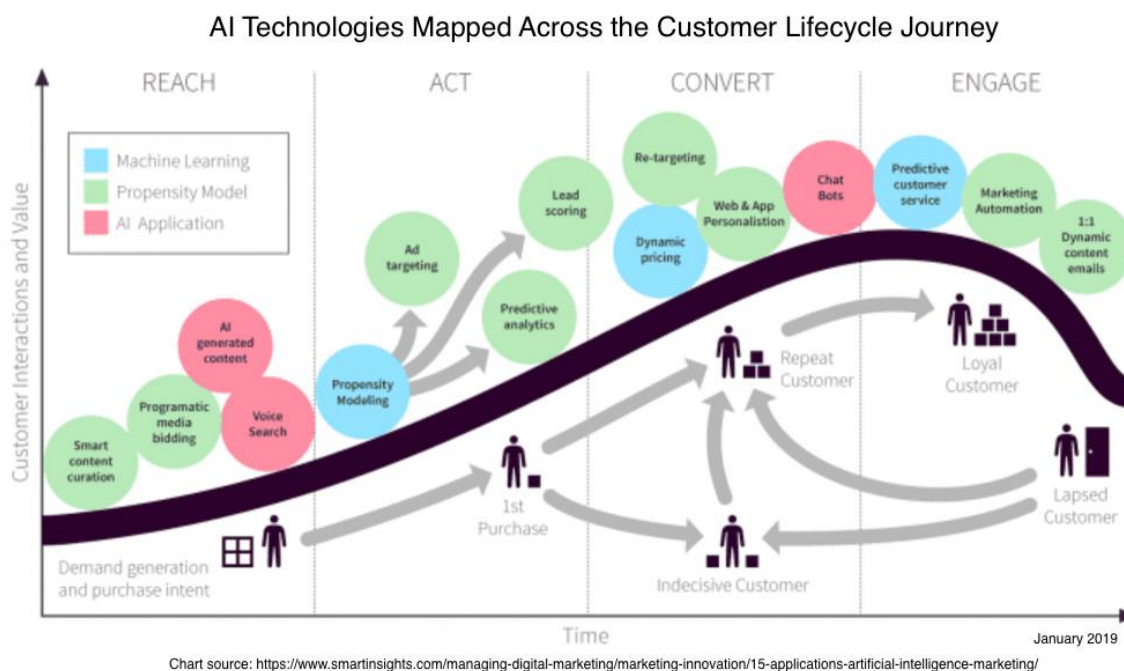 AI Technologies Mapped Across the Customer Lifecycle Journey
REACH
ACT
CONVERT
ENGAGE
Machine Learning
Propensity Model
AI Application
Customer Interactions and Value
Smart
content
curation
Programatic
media
bidding
AI
generated
content
Voice
Search
Propensity
Modeling
Ad
targeting
Lead
scoring
Predictive
analytics
Re-targeting
Dynamic
pricing
Web & App
Personalistion
Chat
Bots
Predictive
customer
service
Marketing
Automation
1:1
Dynamic
content
emails
Demand generation
and purchase intent
1st
Purchase
Repeat
Customer
Indecisive Customer
Loyal
Customer
Lapsed
Customer
Time
January 2019
Chart source: https://www.smartinsights.com/managing-digital-marketing/marketing-innovation/15-applications-artificial-intelligence-marketing/